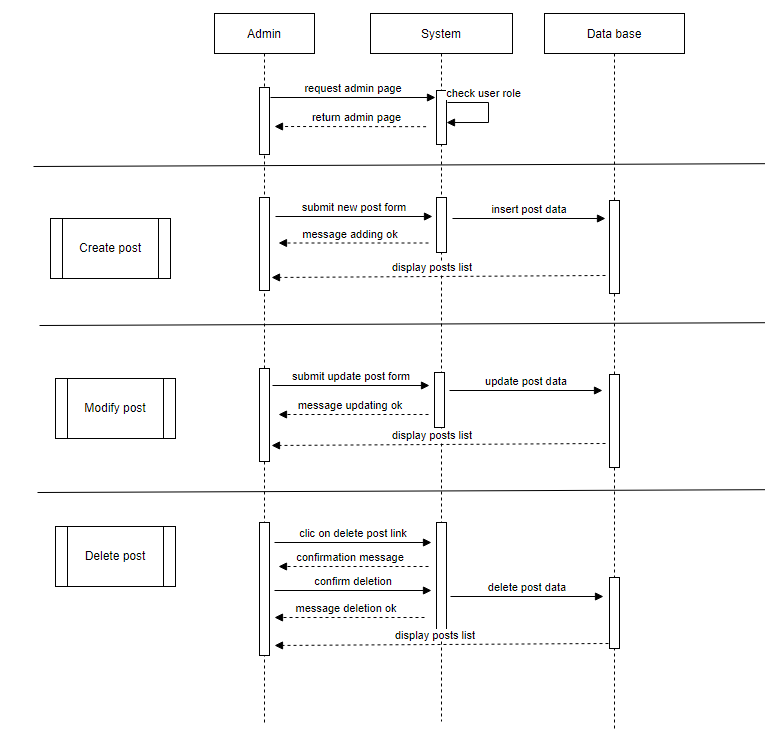 Admin
System
Data base
request admin page
check user role
return admin page
submit new post form
insert post data
message adding ok
Create post
display posts list
submit update post form
update post data
message updating ok
Modify post
display posts list
clic on delete post link
confirmation message
Delete post
confirm deletion
delete post data
message deletion ok
display posts list